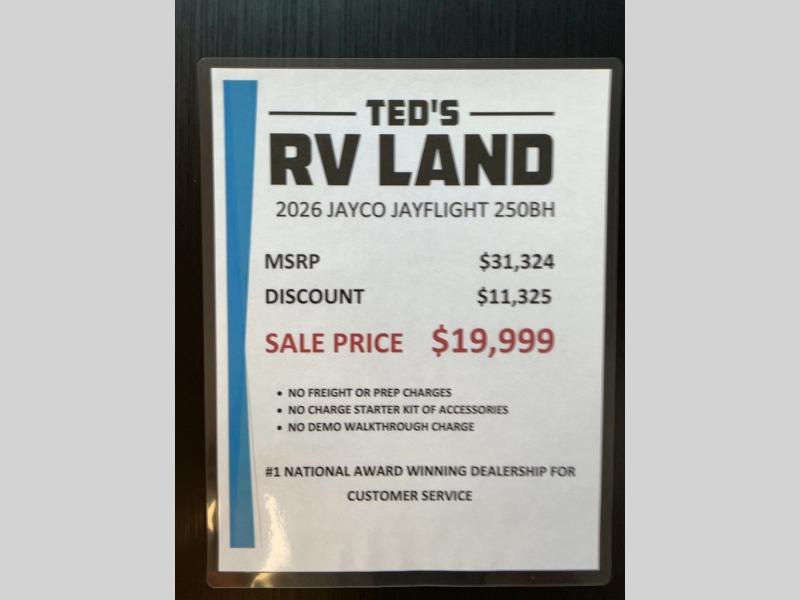 TED'S
RV LAND
2026 JAYCO JAYFLIGHT 250BH
MSRP $31,324
DISCOUNT $11,325
SALE PRICE $19,999
• NO FREIGHT OR PREP CHARGES
• NO CHARGE STARTER KIT OF ACCESSORIES
• NO DEMO WALKTHROUGH CHARGE
#1 NATIONAL AWARD WINNING DEALERSHIP FOR
CUSTOMER SERVICE